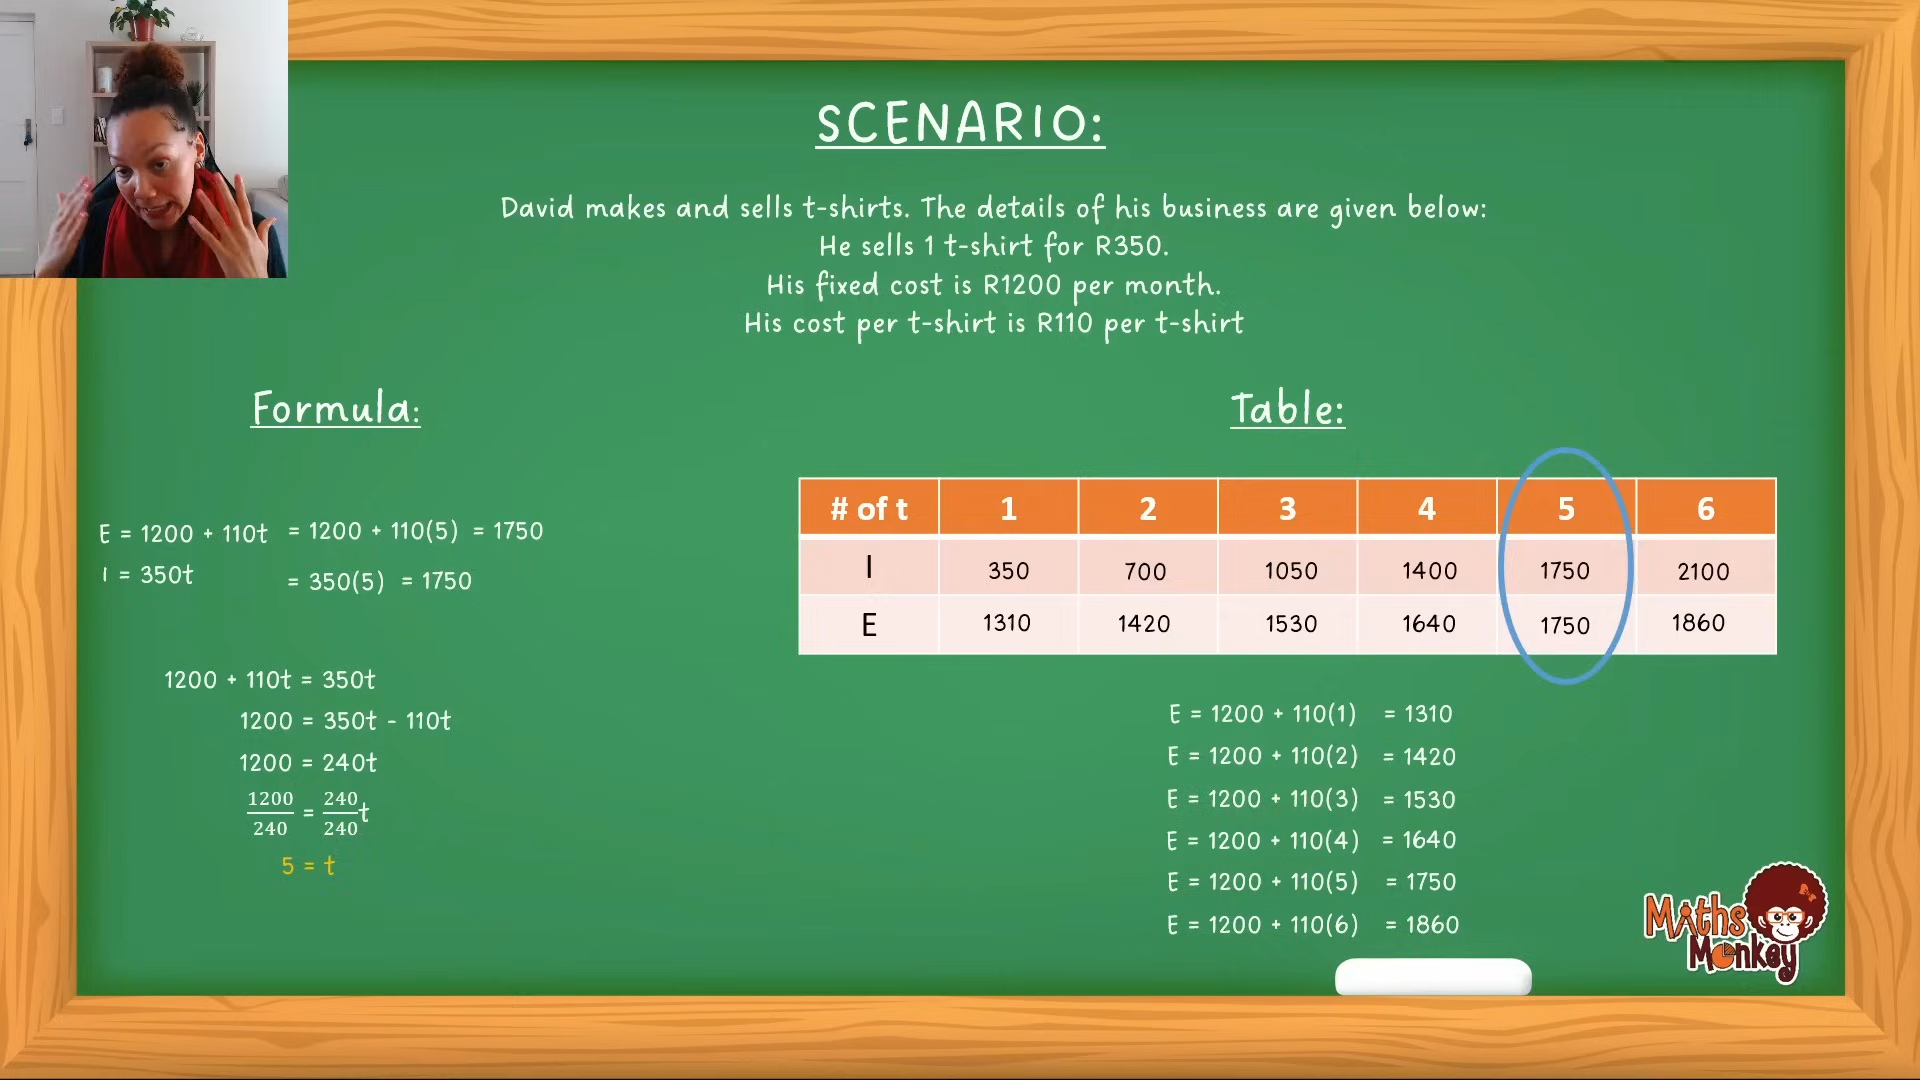 SCENARIO:
David makes and sells t-shirts. The details of his business are given below:
He sells 1 t-shirt for R350.
His fixed cost is R1200 per month.
His cost per t-shirt is R110 per t-shirt
Formula:
E = 1200 + 110t = 1200 + 110(5) = 1750
I = 350t = 350(5) = 1750
1200 + 110t = 350t
1200 = 350t - 110t
1200 = 240t
1200/240 = 240/240 t
5 = t
Table:
# of t 1 2 3 4 5 6
I 350 700 1050 1400 1750 2100
E 1310 1420 1530 1640 1750 1860
E = 1200 + 110(1) = 1310
E = 1200 + 110(2) = 1420
E = 1200 + 110(3) = 1530
E = 1200 + 110(4) = 1640
E = 1200 + 110(5) = 1750
E = 1200 + 110(6) = 1860
Maths
Monkey